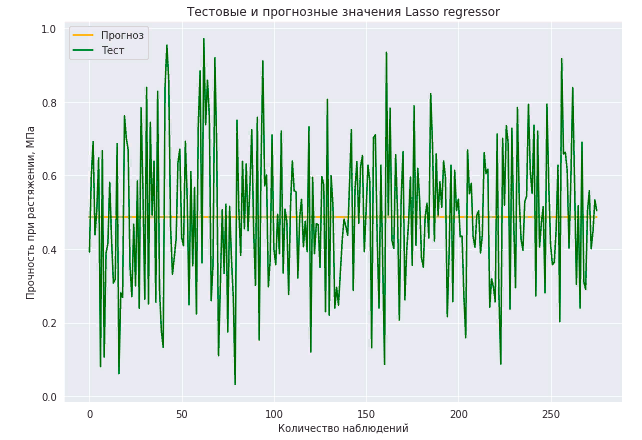 Тестовые и прогнозные значения Lasso regressor
Прогноз
Тест
Прочность при растяжении, МПа
1.0
0.8
0.6
0.4
0.2
0.0
0 50 100 150 200 250
Количество наблюдений